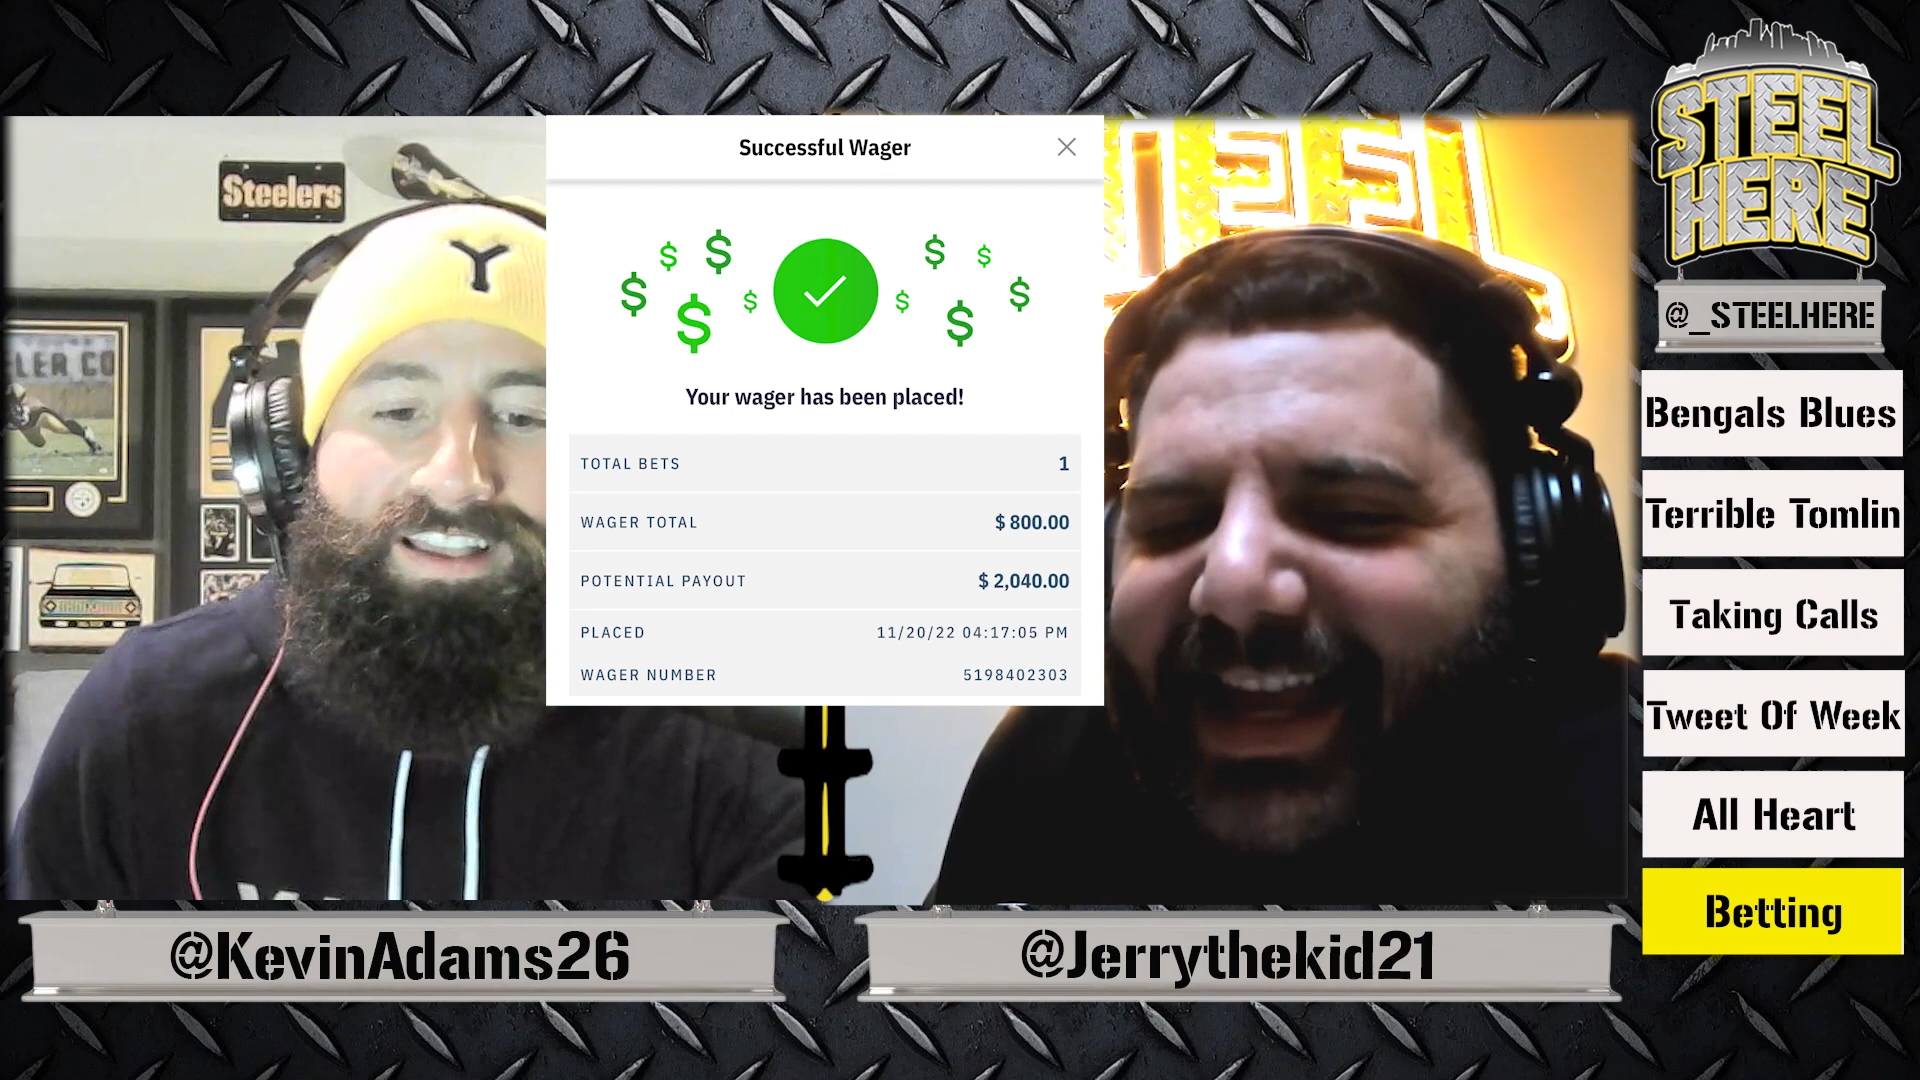 Steelers
LER CO
Y
Successful Wager
$ $ $ $ $ $ $ $ $ $
Your wager has been placed!
TOTAL BETS 1
WAGER TOTAL $ 800.00
POTENTIAL PAYOUT $ 2,040.00
PLACED 11/20/22 04:17:05 PM
WAGER NUMBER 5198402303
STEEL
HERE
@_STEELHERE
Bengals Blues
Terrible Tomlin
Taking Calls
Tweet Of Week
All Heart
Betting
@KevinAdams26
@Jerrythekid21